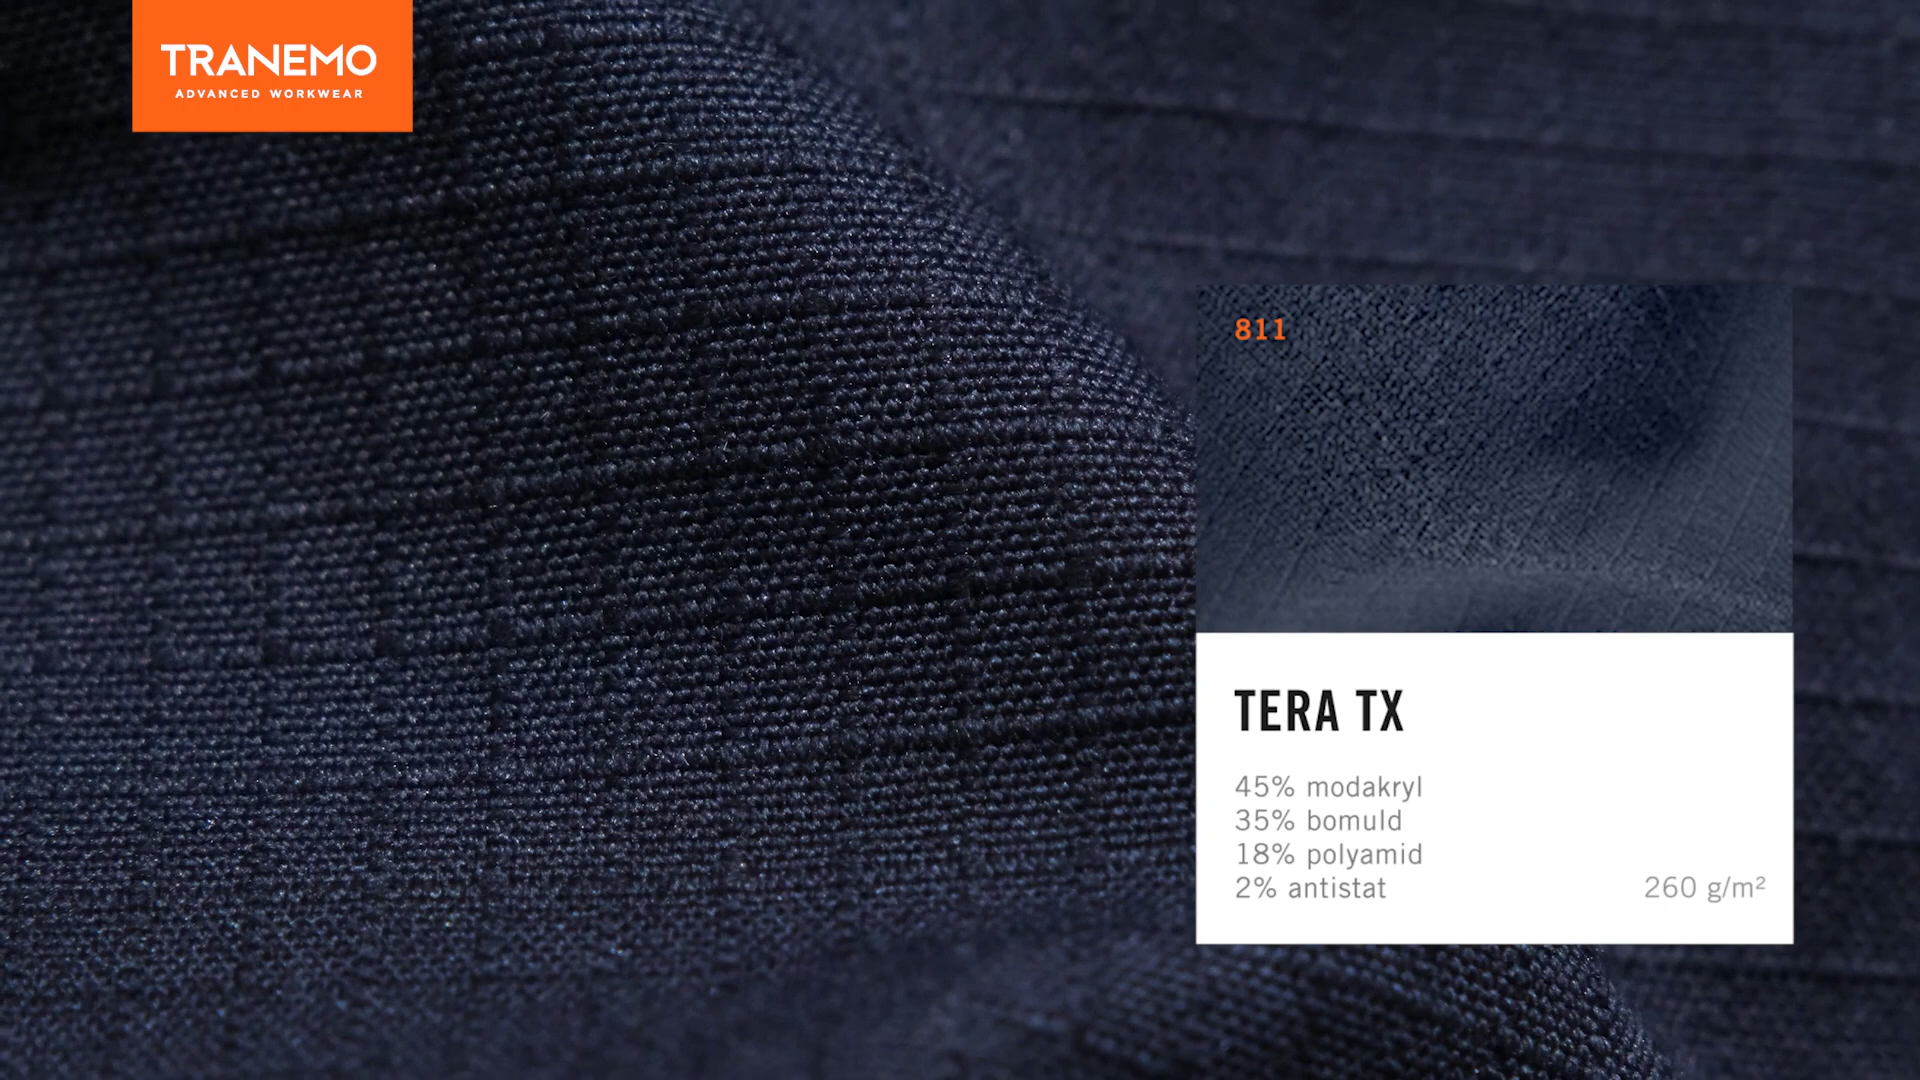 TRANEMO
ADVANCED WORKWEAR
811
TERA TX
45% modakryl
35% bomuld
18% polyamid
2% antistat
260 g/m²